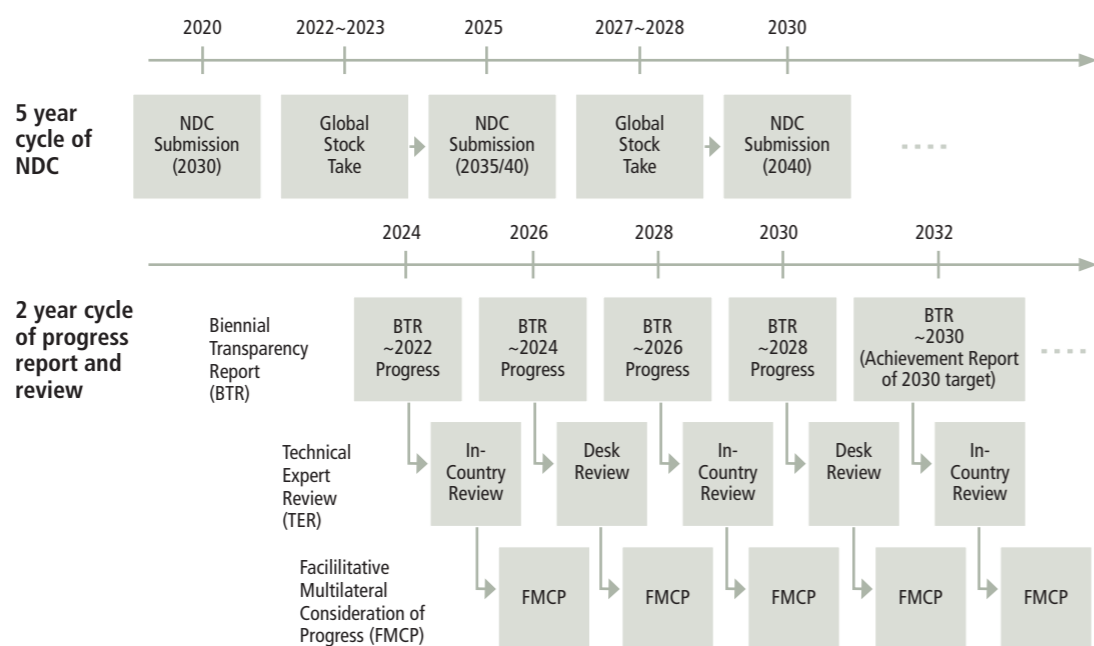 2020 2022~2023 2025 2027~2028 2030
5 year
cycle of
NDC
NDC
Submission
(2030)
Global
Stock
Take
NDC
Submission
(2035/40)
Global
Stock
Take
NDC
Submission
(2040)
2024 2026 2028 2030 2032
2 year cycle
of progress
report and
review
Biennial
Transparency
Report
(BTR)
BTR
~2022
Progress
BTR
~2024
Progress
BTR
~2026
Progress
BTR
~2028
Progress
BTR
~2030
(Achievement Report
of 2030 target)
Technical
Expert
Review
(TER)
In-
Country
Review
Desk
Review
In-
Country
Review
Desk
Review
In-
Country
Review
Facililitative
Multilateral
Consideration of
Progress (FMCP)
FMCP
FMCP
FMCP
FMCP
FMCP